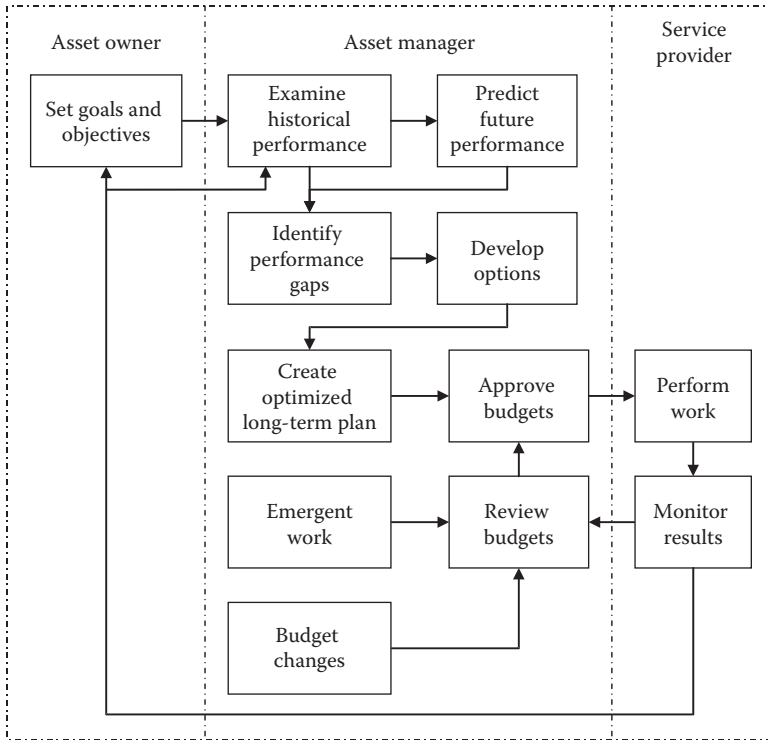 Asset owner
Asset manager
Service
provider
Set goals and
objectives
Examine
historical
performance
Predict
future
performance
Identify
performance
gaps
Develop
options
Create
optimized
long-term plan
Approve
budgets
Perform
work
Emergent
work
Review
budgets
Monitor
results
Budget
changes